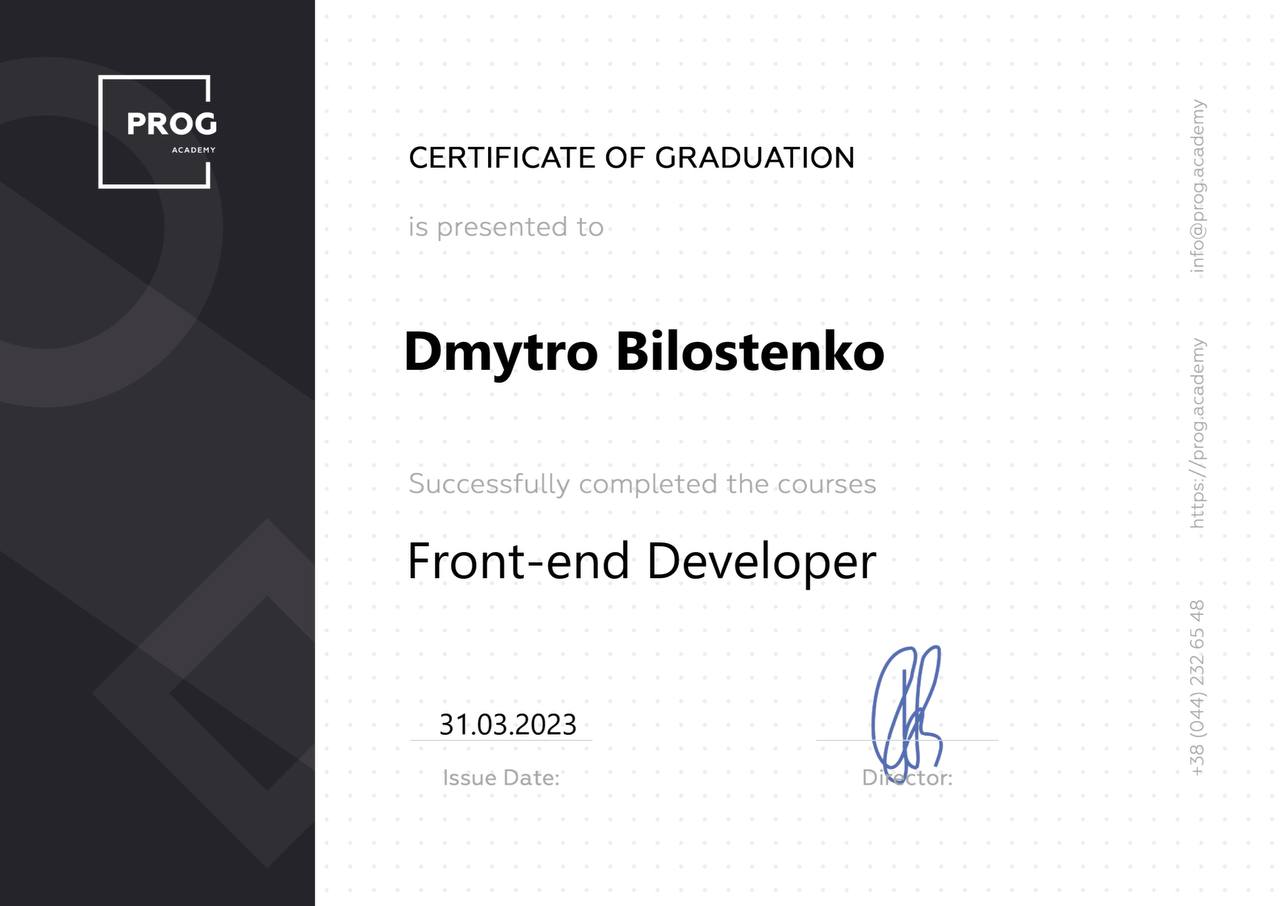 PROG
ACADEMY
CERTIFICATE OF GRADUATION
is presented to
Dmytro Bilostenko
Successfully completed the courses
Front-end Developer
31.03.2023
Issue Date:
Director:
info@prog.academy
https://prog.academy
+38 (044) 232 65 48